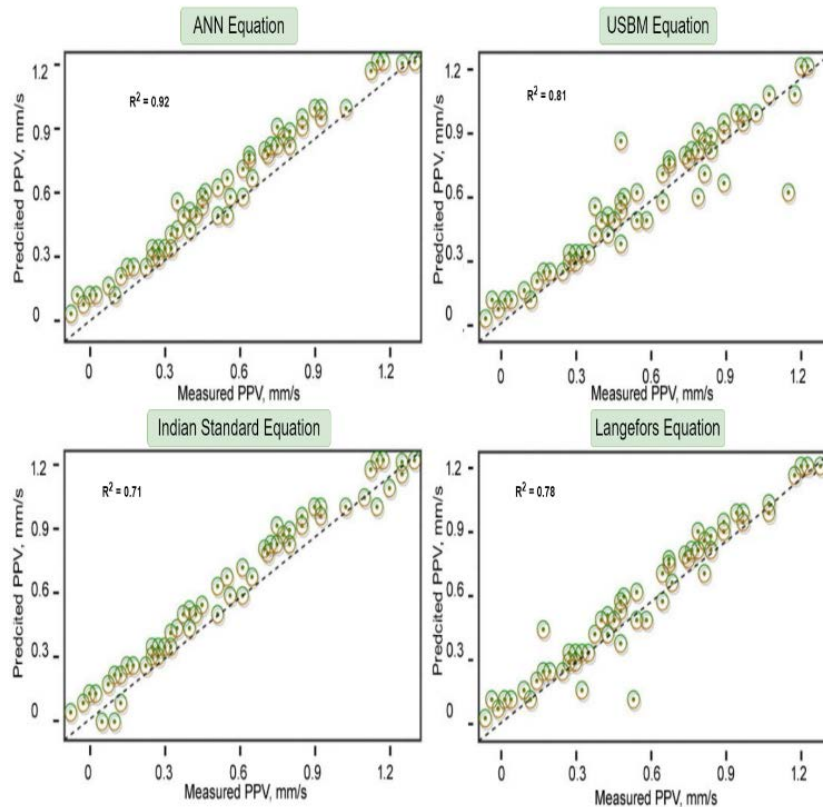 ANN Equation
R² = 0.92
Predcited PPV, mm/s
1.2
0.9
0.6
0.3
0
0 0.3 0.6 0.9 1.2
Measured PPV, mm/s
USBM Equation
R² = 0.81
Predcited PPV, mm/s
1.2
0.9
0.6
0.3
0
0 0.3 0.6 0.9 1.2
Measured PPV, mm/s
Indian Standard Equation
R² = 0.71
Predcited PPV, mm/s
1.2
0.9
0.6
0.3
0
0 0.3 0.6 0.9 1.2
Measured PPV, mm/s
Langefors Equation
R² = 0.78
Predcited PPV, mm/s
1.2
0.9
0.6
0.3
0
0 0.3 0.6 0.9 1.2
Measured PPV, mm/s